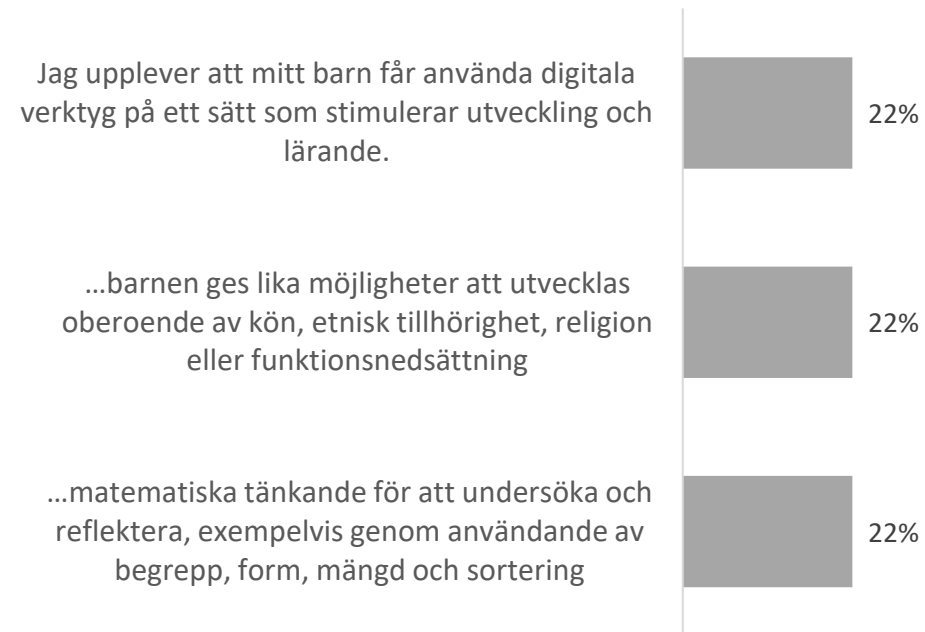 Jag upplever att mitt barn får använda digitala
verktyg på ett sätt som stimulerar utveckling och
lärande.
22%
…barnen ges lika möjligheter att utvecklas
oberoende av kön, etnisk tillhörighet, religion
eller funktionsnedsättning
22%
…matematiska tänkande för att undersöka och
reflektera, exempelvis genom användande av
begrepp, form, mängd och sortering
22%